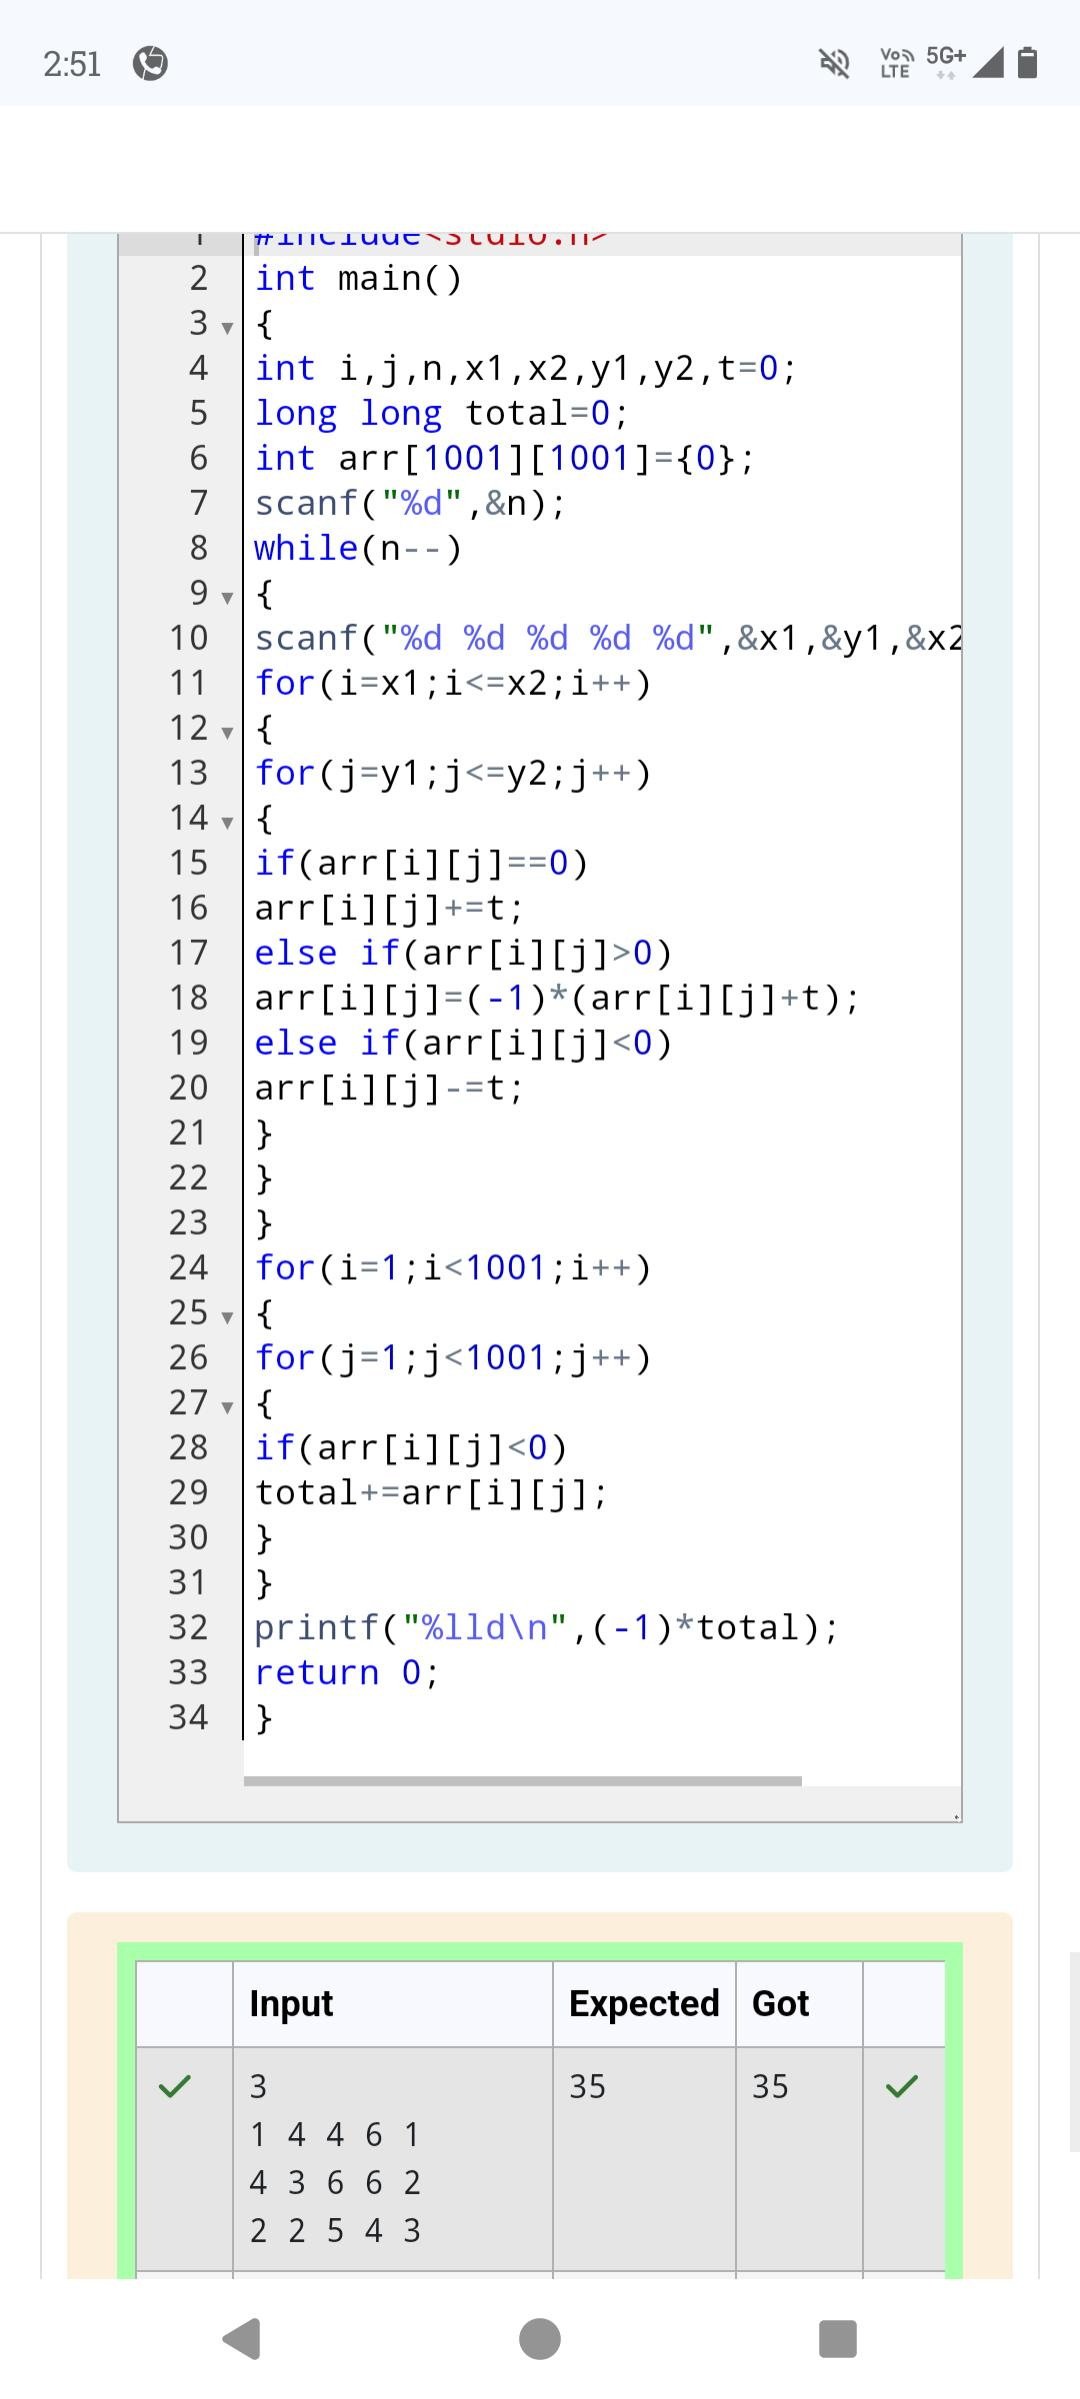 2:51
Vo LTE 5G+
1 #include<stdio.h>
2 int main()
3 {
4 int i,j,n,x1,x2,y1,y2,t=0;
5 long long total=0;
6 int arr[1001][1001]={0};
7 scanf("%d",&n);
8 while(n--)
9 {
10 scanf("%d %d %d %d %d",&x1,&y1,&x2
11 for(i=x1;i<=x2;i++)
12 {
13 for(j=y1;j<=y2;j++)
14 {
15 if(arr[i][j]==0)
16 arr[i][j]+=t;
17 else if(arr[i][j]>0)
18 arr[i][j]=(-1)*(arr[i][j]+t);
19 else if(arr[i][j]<0)
20 arr[i][j]-=t;
21 }
22 }
23 }
24 for(i=1;i<1001;i++)
25 {
26 for(j=1;j<1001;j++)
27 {
28 if(arr[i][j]<0)
29 total+=arr[i][j];
30 }
31 }
32 printf("%lld\n",(-1)*total);
33 return 0;
34 }
Input Expected Got
3 35 35
1 4 4 6 1
4 3 6 6 2
2 2 5 4 3